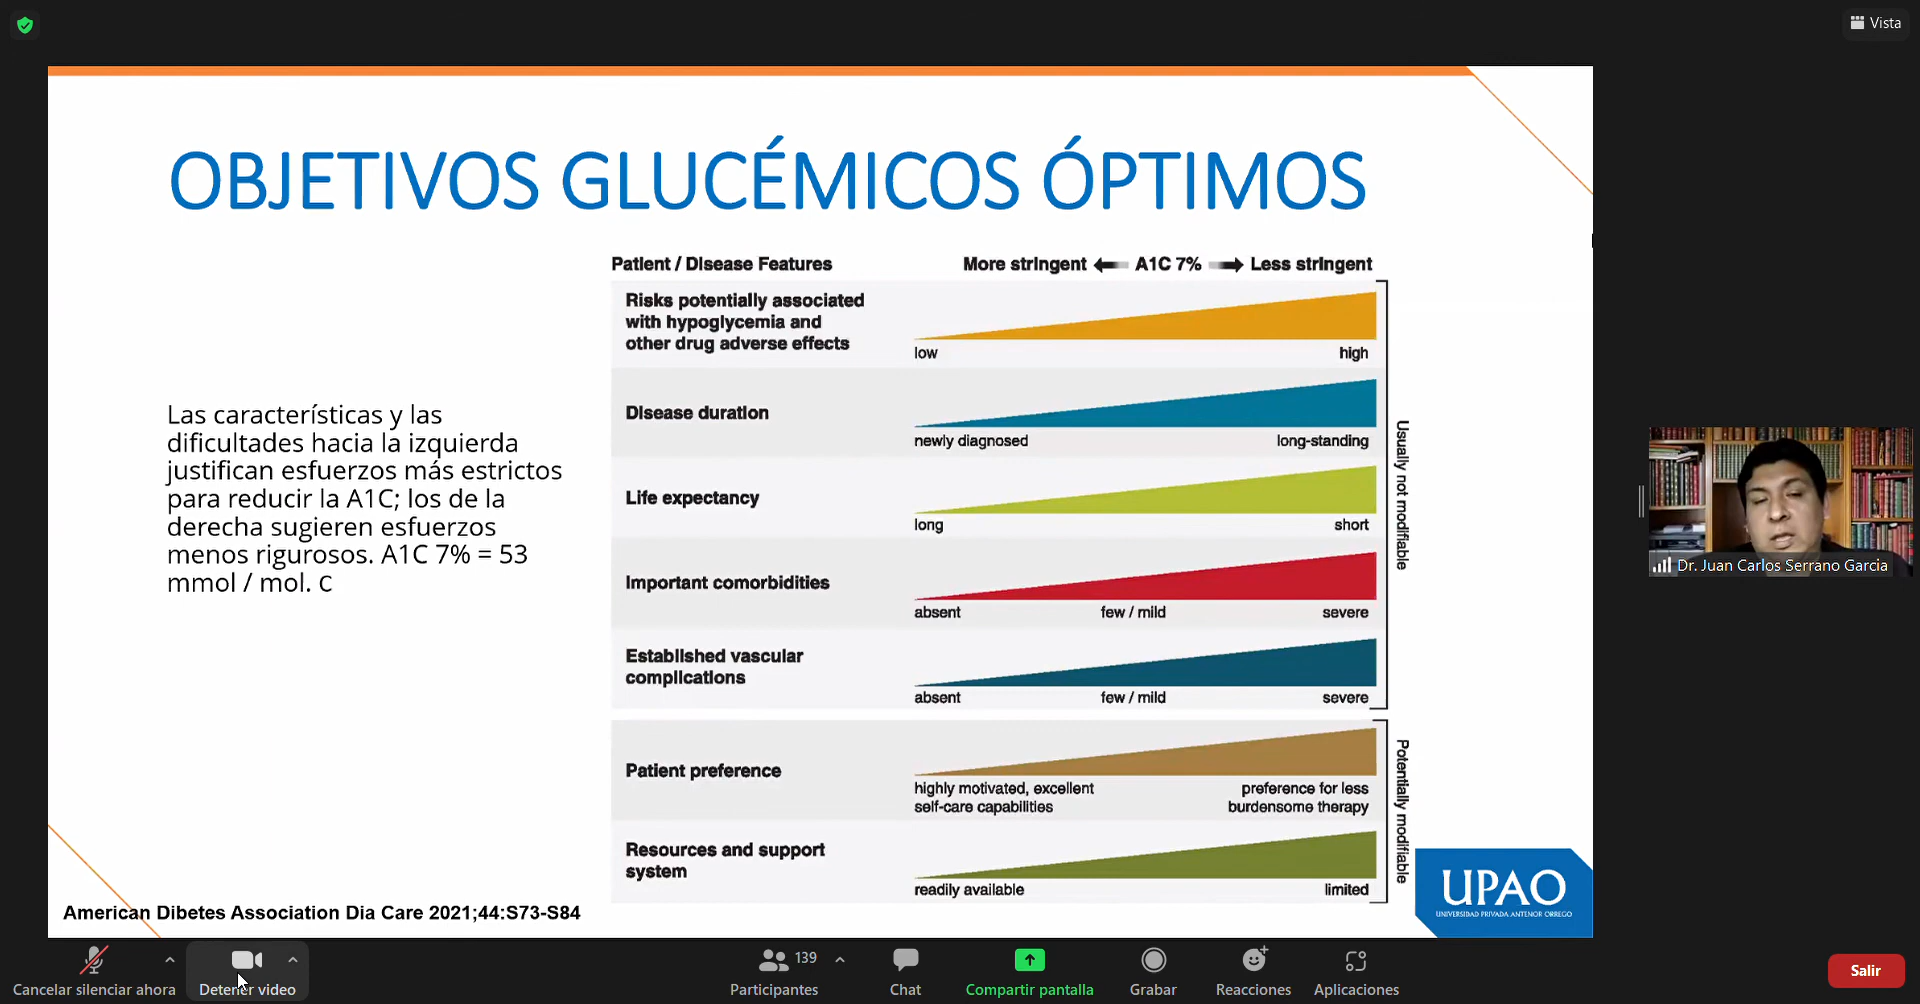 Vista
OBJETIVOS GLUCÉMICOS ÓPTIMOS
Las características y las
dificultades hacia la izquierda
justifican esfuerzos más estrictos
para reducir la A1C; los de la
derecha sugieren esfuerzos
menos rigurosos. A1C 7% = 53
mmol / mol. C
Patient / Disease Features
More stringent A1C 7% Less stringent
Risks potentially associated
with hypoglycemia and
other drug adverse effects
low high
Disease duration
newly diagnosed long-standing
Life expectancy
long short
Important comorbidities
absent few / mild severe
Established vascular
complications
absent few / mild severe
Usually not modifiable
Patient preference
highly motivated, excellent
self-care capabilities
preference for less
burdensome therapy
Resources and support
system
readily available limited
Potentially modifiable
American Dibetes Association Dia Care 2021;44:S73-S84
UPAO
UNIVERSIDAD PRIVADA ANTENOR ORREGO
Dr. Juan Carlos Serrano Garcia
Cancelar silenciar ahora
Detener video
139
Participantes
Chat
Compartir pantalla
Grabar
Reacciones
Aplicaciones
Salir